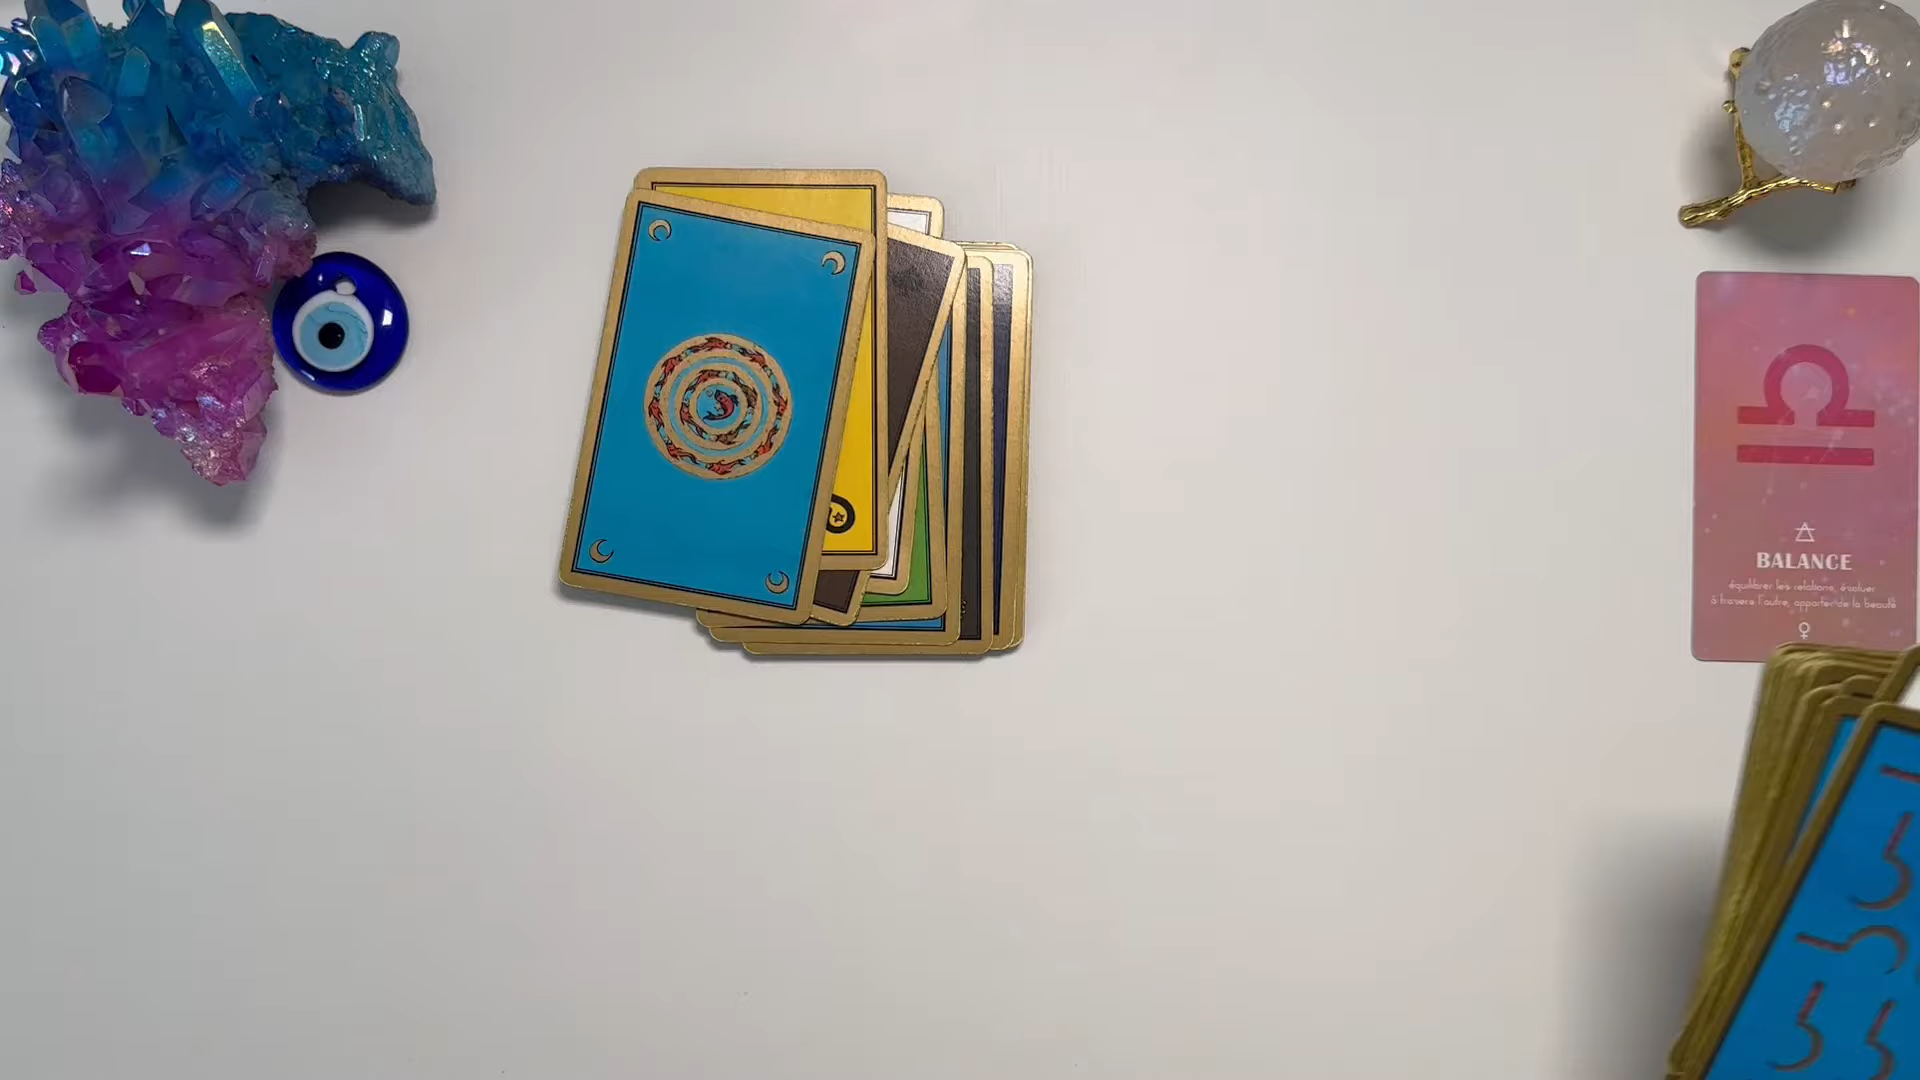 BALANCE
équilibrer les relations, évoluer
à travers l'autre, apporter de la beauté